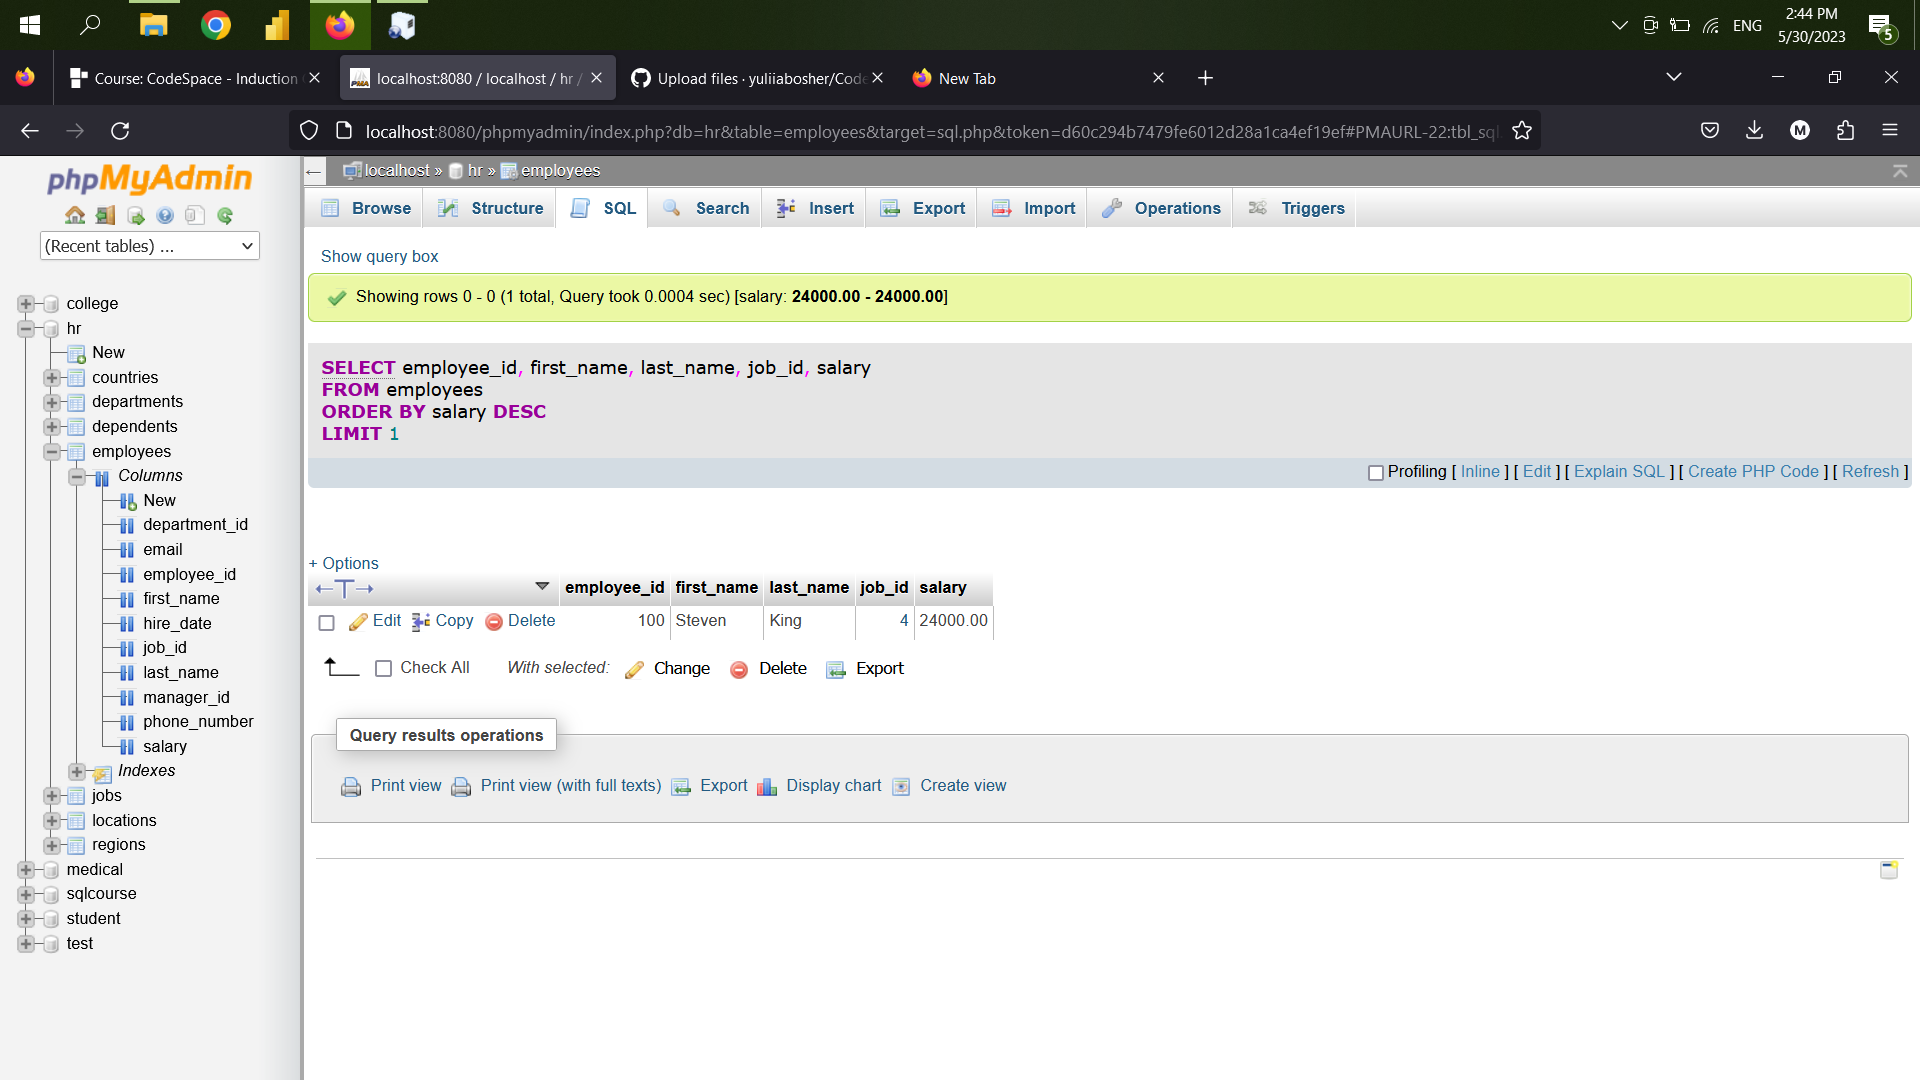 ENG
2:44 PM
5/30/2023
5
Course: CodeSpace - Induction
localhost:8080 / localhost / hr /
Upload files · yuliiabosher/Code
New Tab
localhost:8080/phpmyadmin/index.php?db=hr&table=employees&target=sql.php&token=d60c294b7479fe6012d28a1ca4ef19ef#PMAURL-22:tbl_sql
M
phpMyAdmin
(Recent tables) ...
college
hr
New
countries
departments
dependents
employees
Columns
New
department_id
email
employee_id
first_name
hire_date
job_id
last_name
manager_id
phone_number
salary
Indexes
jobs
locations
regions
medical
sqlcourse
student
test
localhost » hr » employees
Browse Structure SQL Search Insert Export Import Operations Triggers
Show query box
Showing rows 0 - 0 (1 total, Query took 0.0004 sec) [salary: 24000.00 - 24000.00]
SELECT employee_id, first_name, last_name, job_id, salary
FROM employees
ORDER BY salary DESC
LIMIT 1
Profiling [ Inline ] [ Edit ] [ Explain SQL ] [ Create PHP Code ] [ Refresh ]
+ Options
employee_id first_name last_name job_id salary
Edit Copy Delete 100 Steven King 4 24000.00
Check All With selected: Change Delete Export
Query results operations
Print view Print view (with full texts) Export Display chart Create view